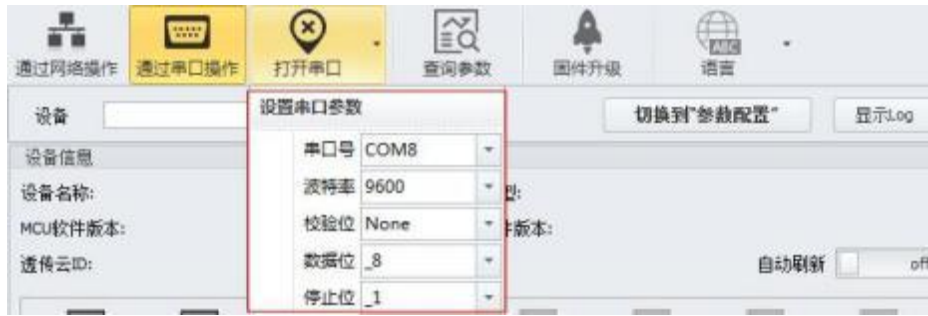 通过网络操作 通过串口操作 打开串口 查询参数 固件升级 语言
设备 切换到"参数配置" 显示Log
设置串口参数
设备信息
串口号 COM8
设备名称: 波特率 9600 型:
MCU软件版本: 校验位 None 件版本:
透传云ID: 数据位 _8 自动刷新 off
停止位 _1